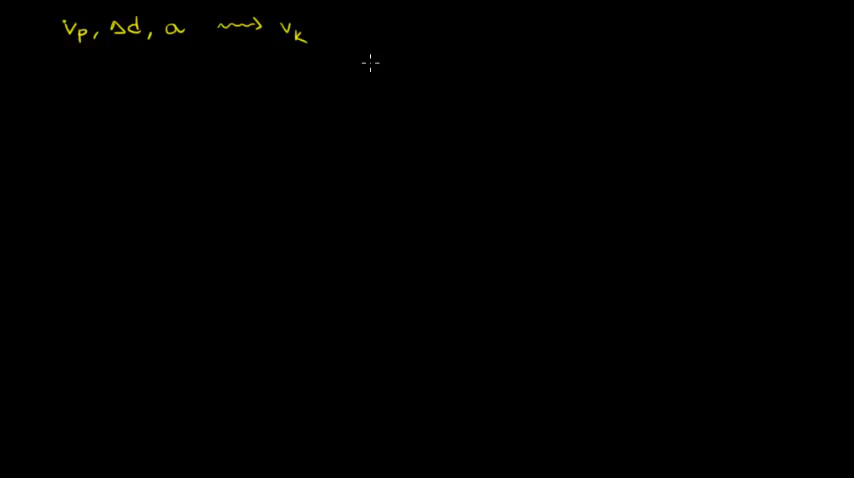 v_p, Δd, a ⟿ v_k